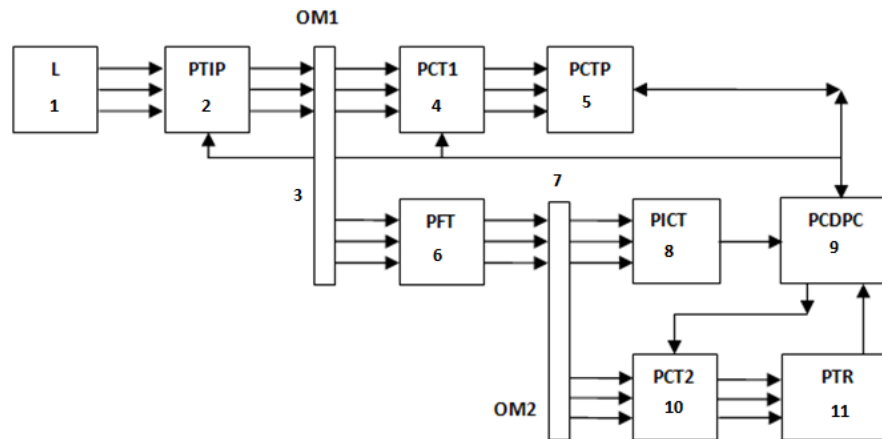 OM1
L
1
PTIP
2
PCT1
4
PCTP
5
3
7
PFT
6
PICT
8
PCDPC
9
OM2
PCT2
10
PTR
11